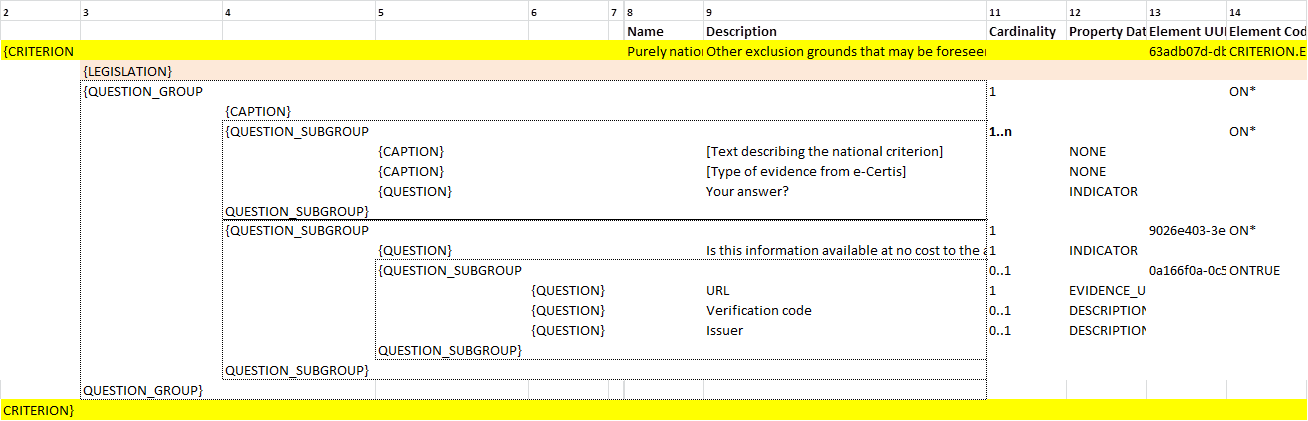 2 3 4 5 6 7 8 9 11 12 13 14
Name Description Cardinality Property Dat Element UUI Element Cod
{CRITERION Purely natio Other exclusion grounds that may be foreseen 63adb07d-db CRITERION.E
{LEGISLATION}
{QUESTION_GROUP 1 ON*
{CAPTION}
{QUESTION_SUBGROUP 1..n ON*
{CAPTION} [Text describing the national criterion] NONE
{CAPTION} [Type of evidence from e-Certis] NONE
{QUESTION} Your answer? INDICATOR
QUESTION_SUBGROUP}
{QUESTION_SUBGROUP 1 9026e403-3e ON*
{QUESTION} Is this information available at no cost to the a 1 INDICATOR
{QUESTION_SUBGROUP 0..1 0a166f0a-0c5 ONTRUE
{QUESTION} URL 1 EVIDENCE_U
{QUESTION} Verification code 0..1 DESCRIPTION
{QUESTION} Issuer 0..1 DESCRIPTION
QUESTION_SUBGROUP}
QUESTION_SUBGROUP}
QUESTION_GROUP}
CRITERION}